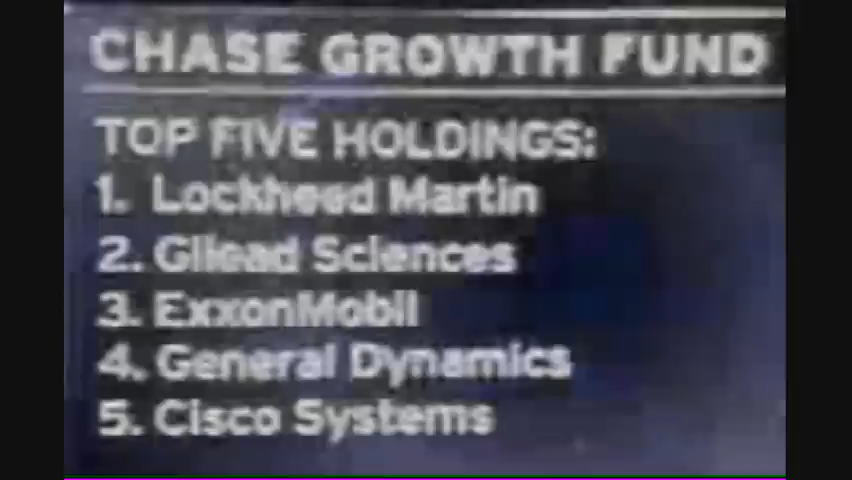 CHASE GROWTH FUND
TOP FIVE HOLDINGS:
1. Lockheed Martin
2. Gilead Sciences
3. ExxonMobil
4. General Dynamics
5. Cisco Systems